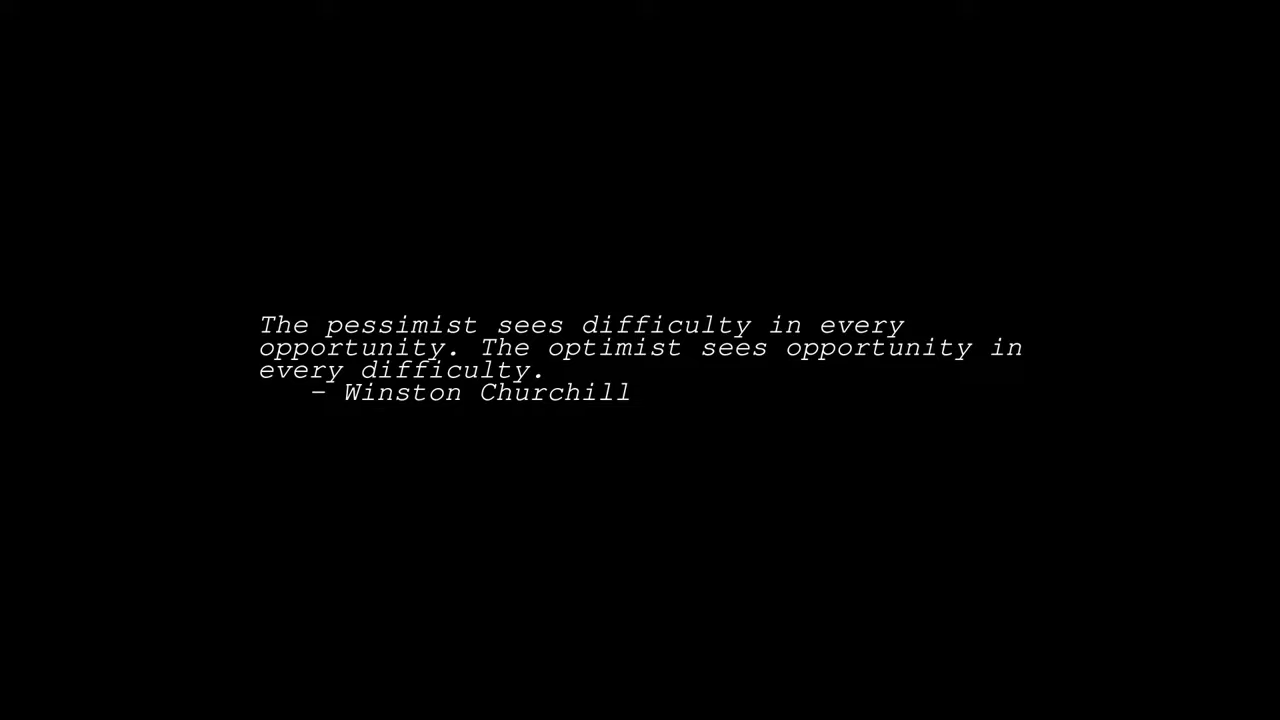 The pessimist sees difficulty in every
opportunity. The optimist sees opportunity in
every difficulty.
– Winston Churchill